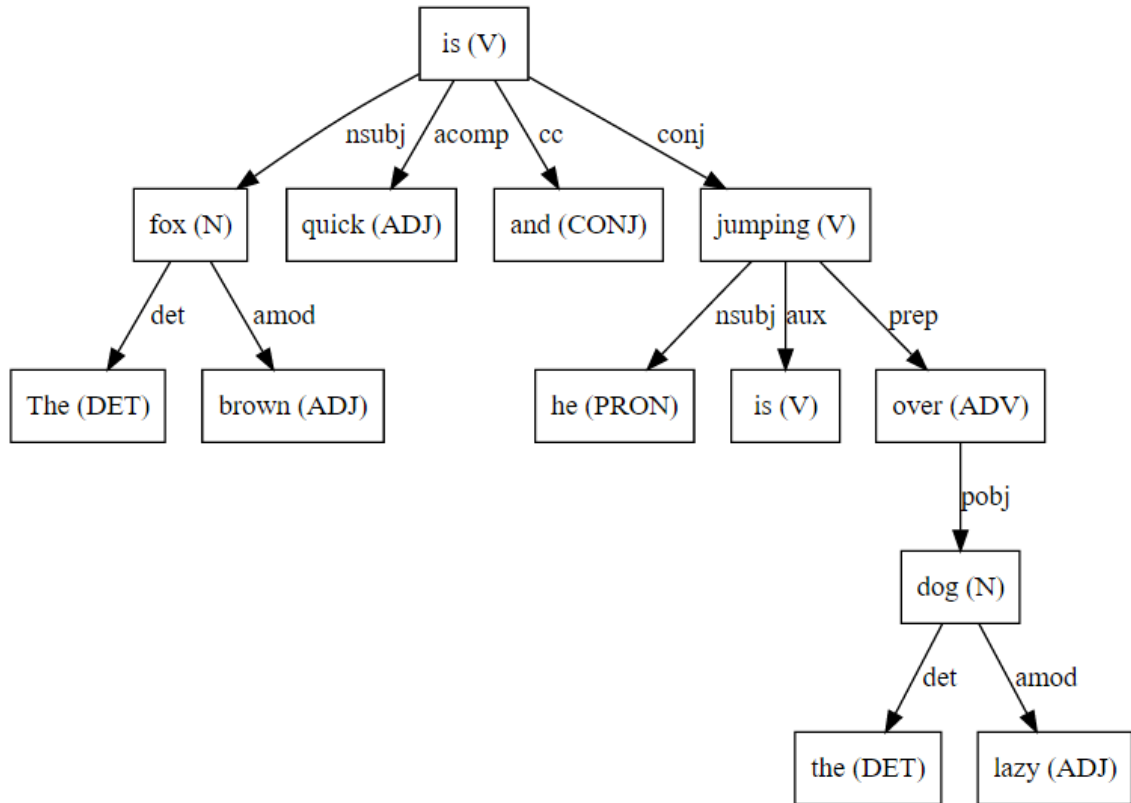 is (V)
nsubj acomp cc conj
fox (N) quick (ADJ) and (CONJ) jumping (V)
det amod nsubj aux prep
The (DET) brown (ADJ) he (PRON) is (V) over (ADV)
pobj
dog (N)
det amod
the (DET) lazy (ADJ)